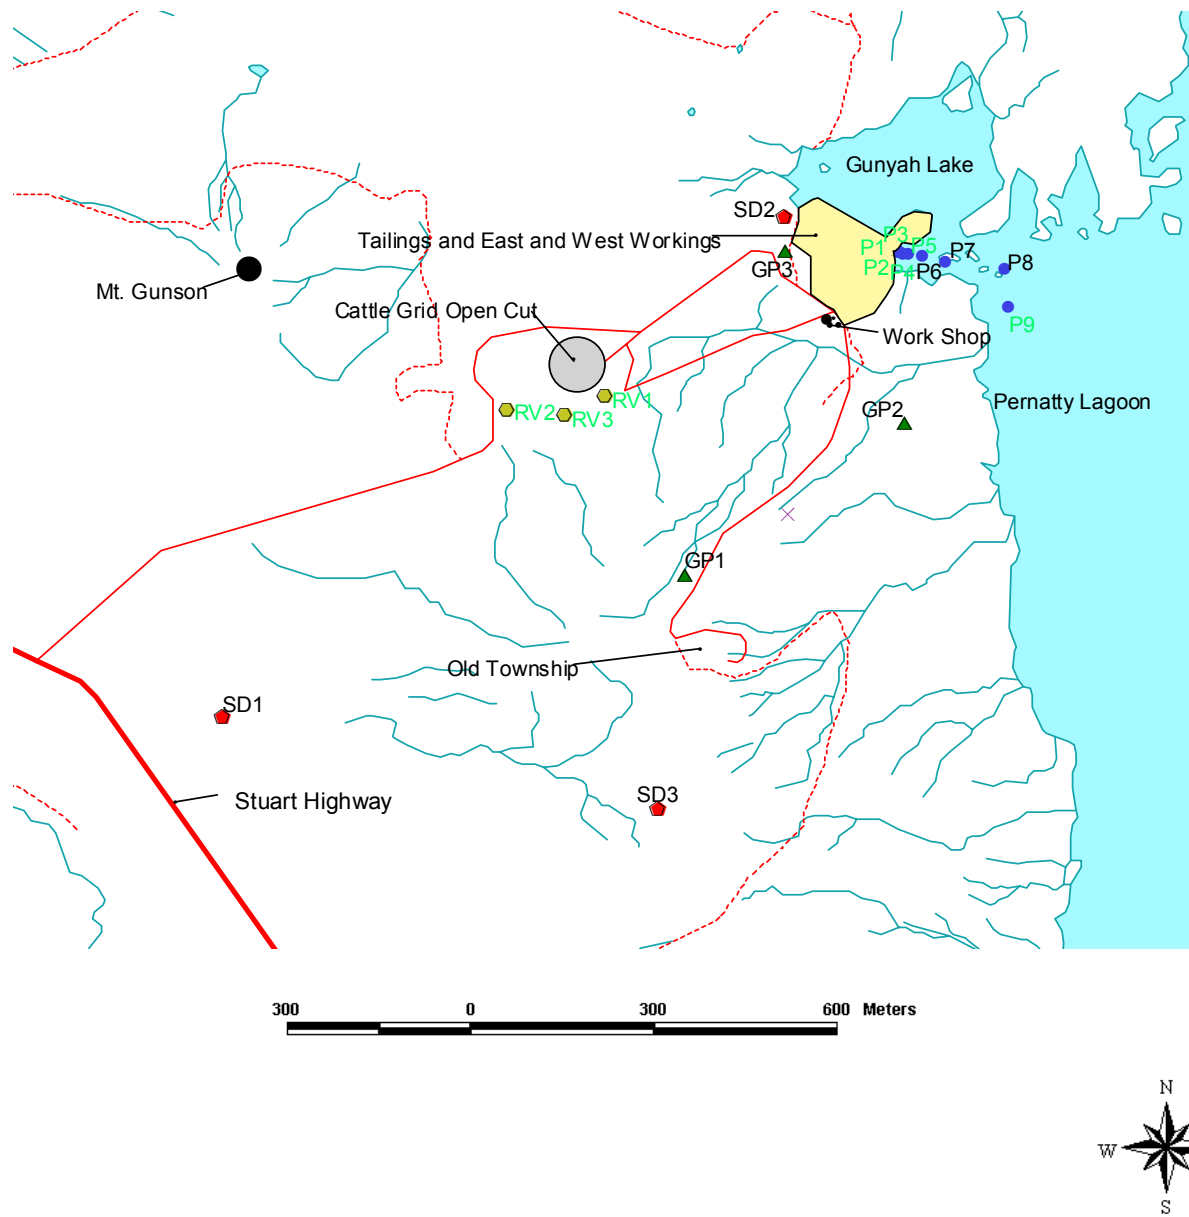 Gunyah Lake
SD2
P3
Tailings and East and West Workings
P1
P5
P7
GP3
P2
P4
P6
P8
Mt. Gunson
Cattle Grid Open Cut
P9
Work Shop
RV1
Pernatty Lagoon
RV2
RV3
GP2
GP1
Old Township
SD1
SD3
Stuart Highway
300 0 300 600 Meters
N
W
S